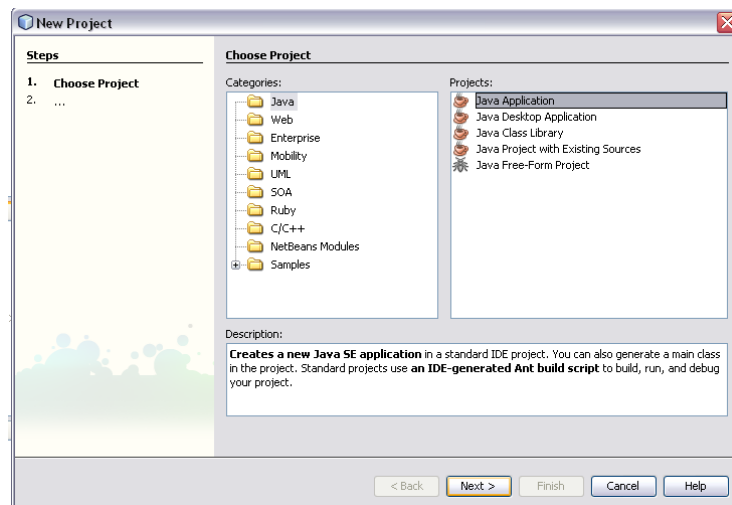 New Project
Steps
1. Choose Project
2. ...
Choose Project
Categories:
Java
Web
Enterprise
Mobility
UML
SOA
Ruby
C/C++
NetBeans Modules
Samples
Projects:
Java Application
Java Desktop Application
Java Class Library
Java Project with Existing Sources
Java Free-Form Project
Description:
Creates a new Java SE application in a standard IDE project. You can also generate a main class
in the project. Standard projects use an IDE-generated Ant build script to build, run, and debug
your project.
< Back
Next >
Finish
Cancel
Help